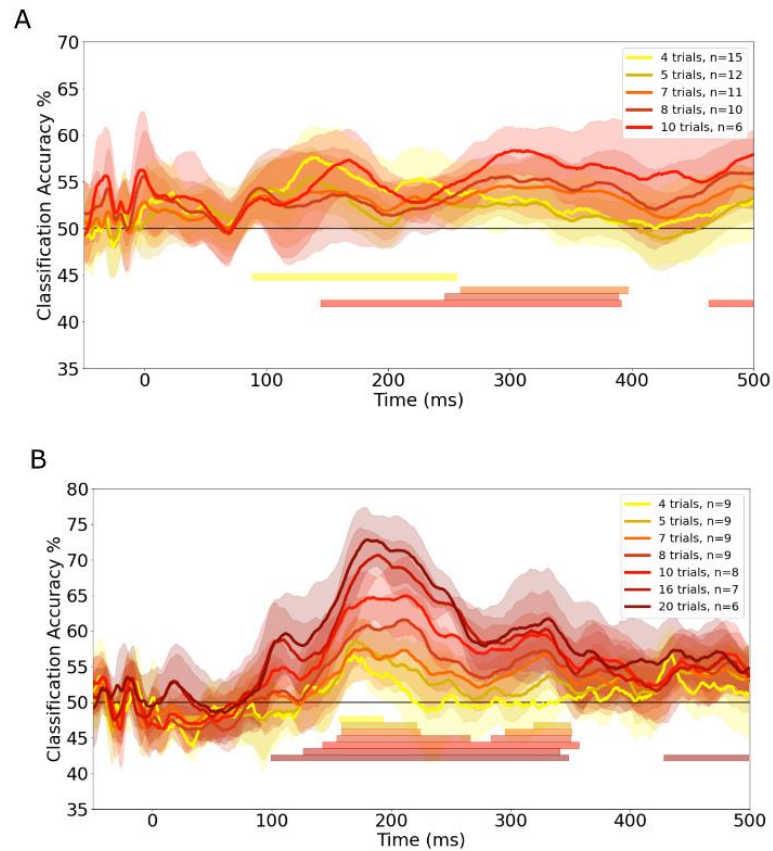 A
Classification Accuracy %
70
65
60
55
50
45
40
35
4 trials, n=15
5 trials, n=12
7 trials, n=11
8 trials, n=10
10 trials, n=6
0 100 200 300 400 500
Time (ms)
B
Classification Accuracy %
80
75
70
65
60
55
50
45
40
35
4 trials, n=9
5 trials, n=9
7 trials, n=9
8 trials, n=9
10 trials, n=8
16 trials, n=7
20 trials, n=6
0 100 200 300 400 500
Time (ms)